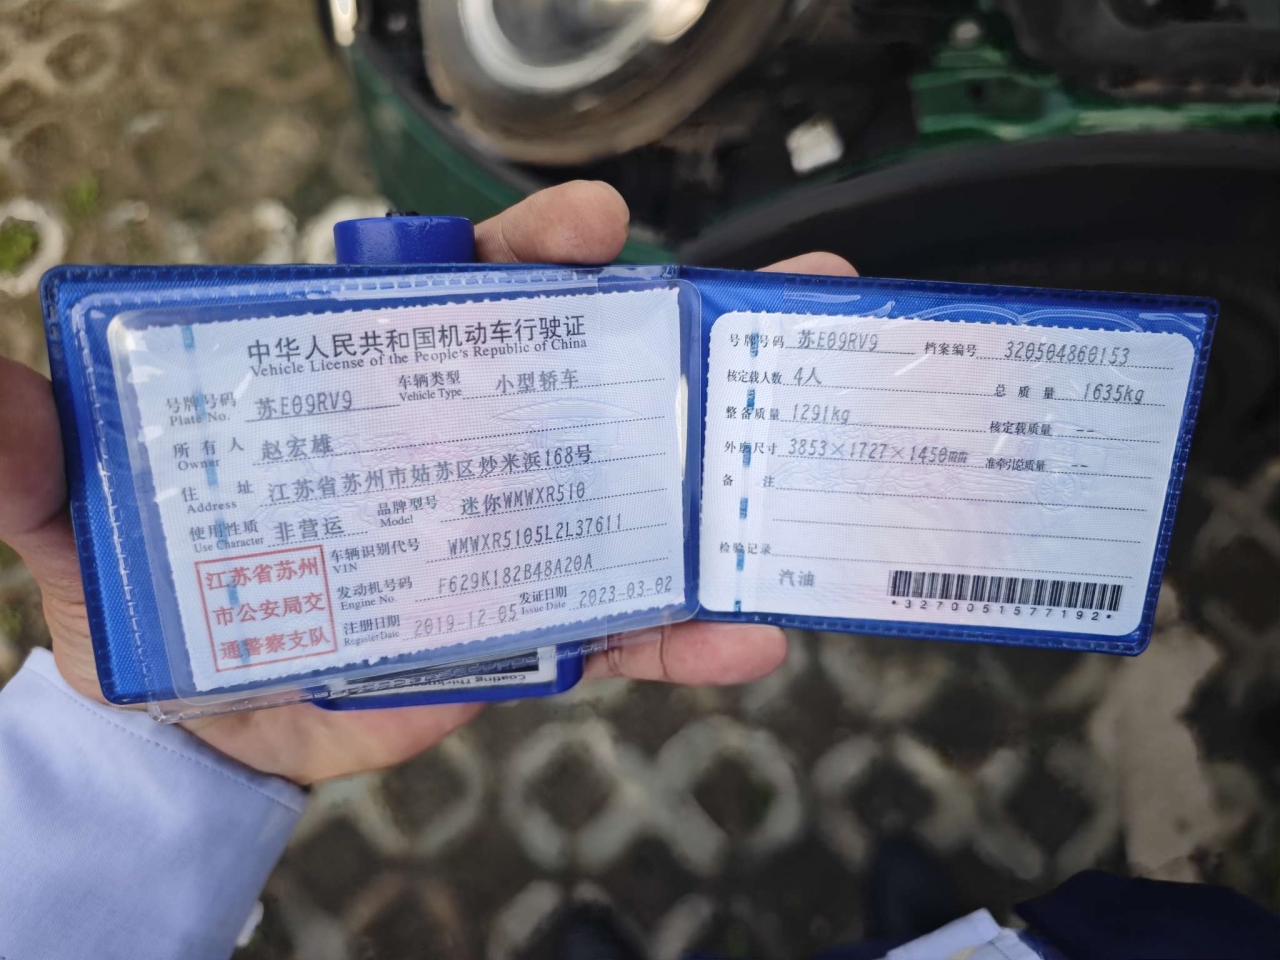 中华人民共和国机动车行驶证
Vehicle License of the People's Republic of China
号牌号码 苏E09RV9 车辆类型 小型轿车
Plate No. Vehicle Type
所有人 赵宏雄
Owner
住址 江苏省苏州市姑苏区炒米浜168号
Address
使用性质 非营运 品牌型号 迷你WMWXR510
Use Character Model
江苏省苏州
市公安局交
通警察支队
车辆识别代号 WMWXR5105L2L37611
VIN
发动机号码 F629K182B48A20A
Engine No.
注册日期 2019-12-05 发证日期 2023-03-02
Register Date Issue Date
号牌号码 苏E09RV9 档案编号 320504860153
核定载人数 4人 总质量 1635kg
整备质量 1291kg 核定载质量 --
外廓尺寸 3853×1727×1450mm 准牵引总质量 --
备注
检验记录
汽油
*3270051577192*
Coating Thickness